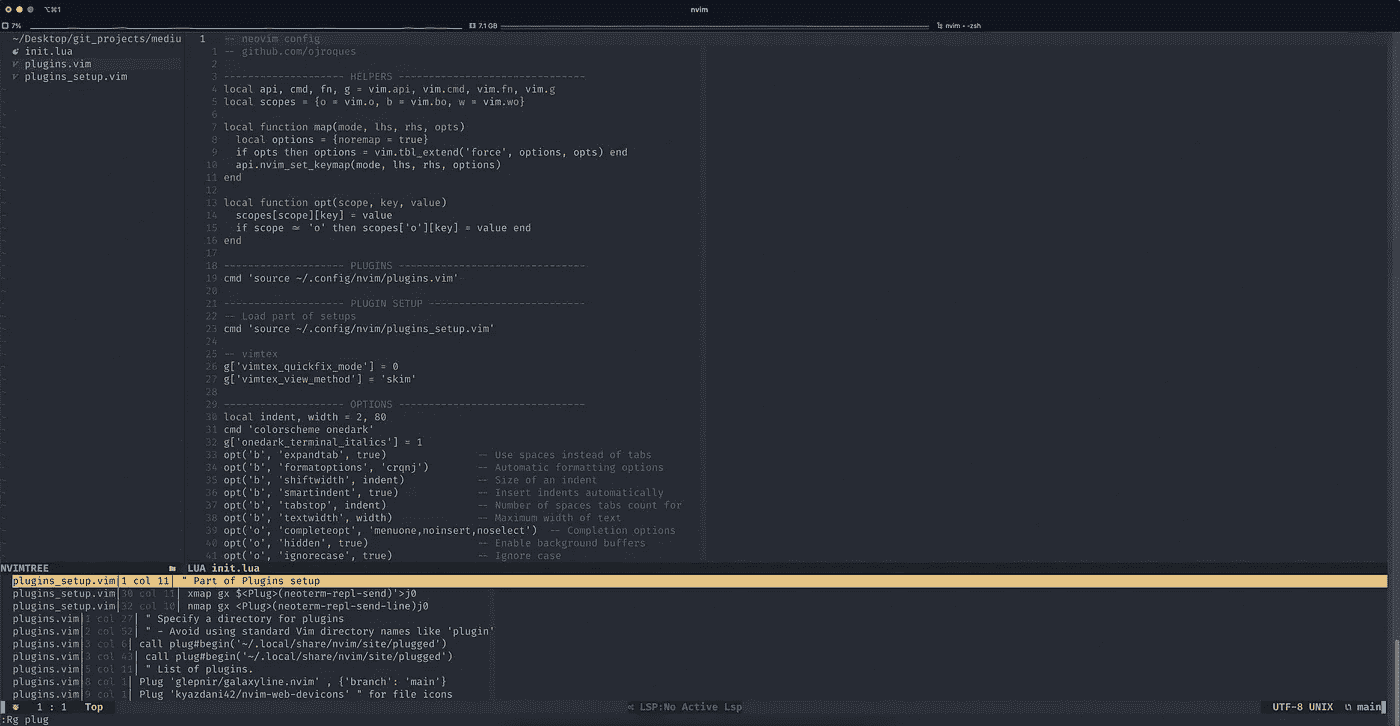 ⌥⌘1
nvim
7%
7.1 GB
nvim • -zsh
~/Desktop/git_projects/mediu
init.lua
plugins.vim
plugins_setup.vim
1 -- neovim config
1 -- github.com/ojroques
2
3 -------------------- HELPERS -------------------------------
4 local api, cmd, fn, g = vim.api, vim.cmd, vim.fn, vim.g
5 local scopes = {o = vim.o, b = vim.bo, w = vim.wo}
6
7 local function map(mode, lhs, rhs, opts)
8 local options = {noremap = true}
9 if opts then options = vim.tbl_extend('force', options, opts) end
10 api.nvim_set_keymap(mode, lhs, rhs, options)
11 end
12
13 local function opt(scope, key, value)
14 scopes[scope][key] = value
15 if scope ~= 'o' then scopes['o'][key] = value end
16 end
17
18 -------------------- PLUGINS -------------------------------
19 cmd 'source ~/.config/nvim/plugins.vim'
20
21 -------------------- PLUGIN SETUP --------------------------
22 -- Load part of setups
23 cmd 'source ~/.config/nvim/plugins_setup.vim'
24
25 -- vimtex
26 g['vimtex_quickfix_mode'] = 0
27 g['vimtex_view_method'] = 'skim'
28
29 -------------------- OPTIONS -------------------------------
30 local indent, width = 2, 80
31 cmd 'colorscheme onedark'
32 g['onedark_terminal_italics'] = 1
33 opt('b', 'expandtab', true) -- Use spaces instead of tabs
34 opt('b', 'formatoptions', 'crqnj') -- Automatic formatting options
35 opt('b', 'shiftwidth', indent) -- Size of an indent
36 opt('b', 'smartindent', true) -- Insert indents automatically
37 opt('b', 'tabstop', indent) -- Number of spaces tabs count for
38 opt('b', 'textwidth', width) -- Maximum width of text
39 opt('o', 'completeopt', 'menuone,noinsert,noselect') -- Completion options
40 opt('o', 'hidden', true) -- Enable background buffers
41 opt('o', 'ignorecase', true) -- Ignore case
NVIMTREE
LUA init.lua
plugins_setup.vim|1 col 11| " Part of Plugins setup
plugins_setup.vim|30 col 11| xmap gx $<Plug>(neoterm-repl-send)'>j0
plugins_setup.vim|32 col 10| nmap gx <Plug>(neoterm-repl-send-line)j0
plugins.vim|1 col 27| " Specify a directory for plugins
plugins.vim|2 col 52| " - Avoid using standard Vim directory names like 'plugin'
plugins.vim|3 col 6| call plug#begin('~/.local/share/nvim/site/plugged')
plugins.vim|3 col 43| call plug#begin('~/.local/share/nvim/site/plugged')
plugins.vim|5 col 11| " List of plugins.
plugins.vim|8 col 1| Plug 'glepnir/galaxyline.nvim' , {'branch': 'main'}
plugins.vim|9 col 1| Plug 'kyazdani42/nvim-web-devicons' " for file icons
1 : 1 Top
LSP:No Active Lsp
UTF-8 UNIX
main
:Rg plug